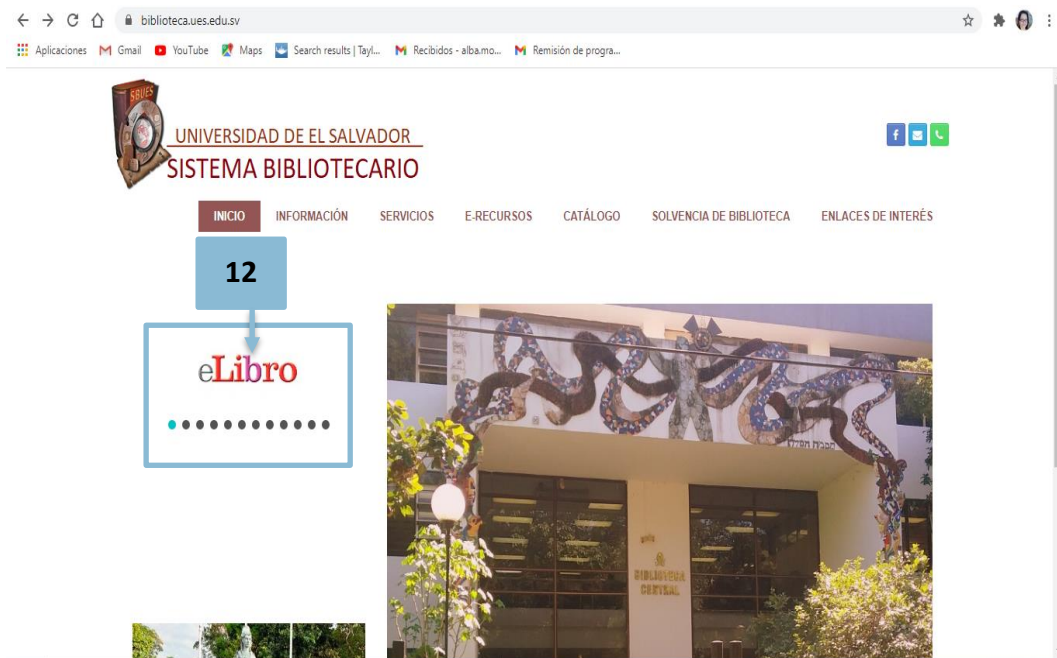 biblioteca.ues.edu.sv
Aplicaciones Gmail YouTube Maps Search results | Tayl... Recibidos - alba.mo... Remisión de progra...
SBUES
UNIVERSIDAD DE EL SALVADOR
SISTEMA BIBLIOTECARIO
INICIO INFORMACIÓN SERVICIOS E-RECURSOS CATÁLOGO SOLVENCIA DE BIBLIOTECA ENLACES DE INTERÉS
12
eLibro
BIBLIOTECA
CENTRAL